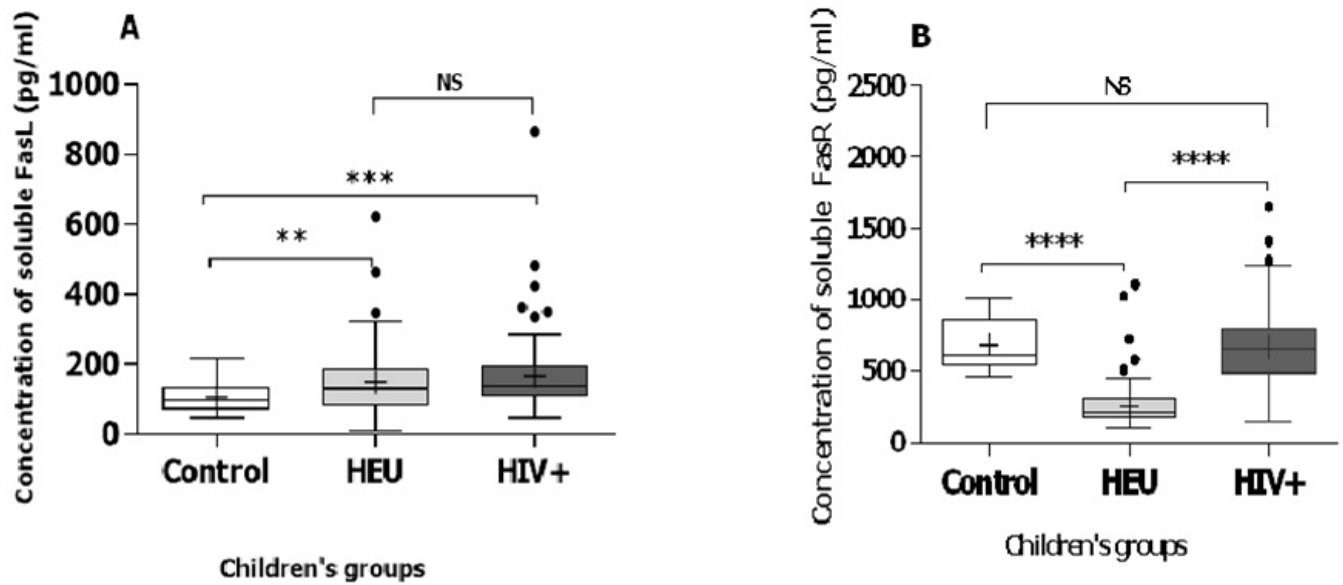 A
Concentration of soluble FasL (pg/ml)
1000
800
600
400
200
0
NS
***
**
Control HEU HIV+
Children's groups
B
Concentration of soluble FasR (pg/ml)
2500
2000
1500
1000
500
0
NS
****
****
Control HEU HIV+
Children's groups